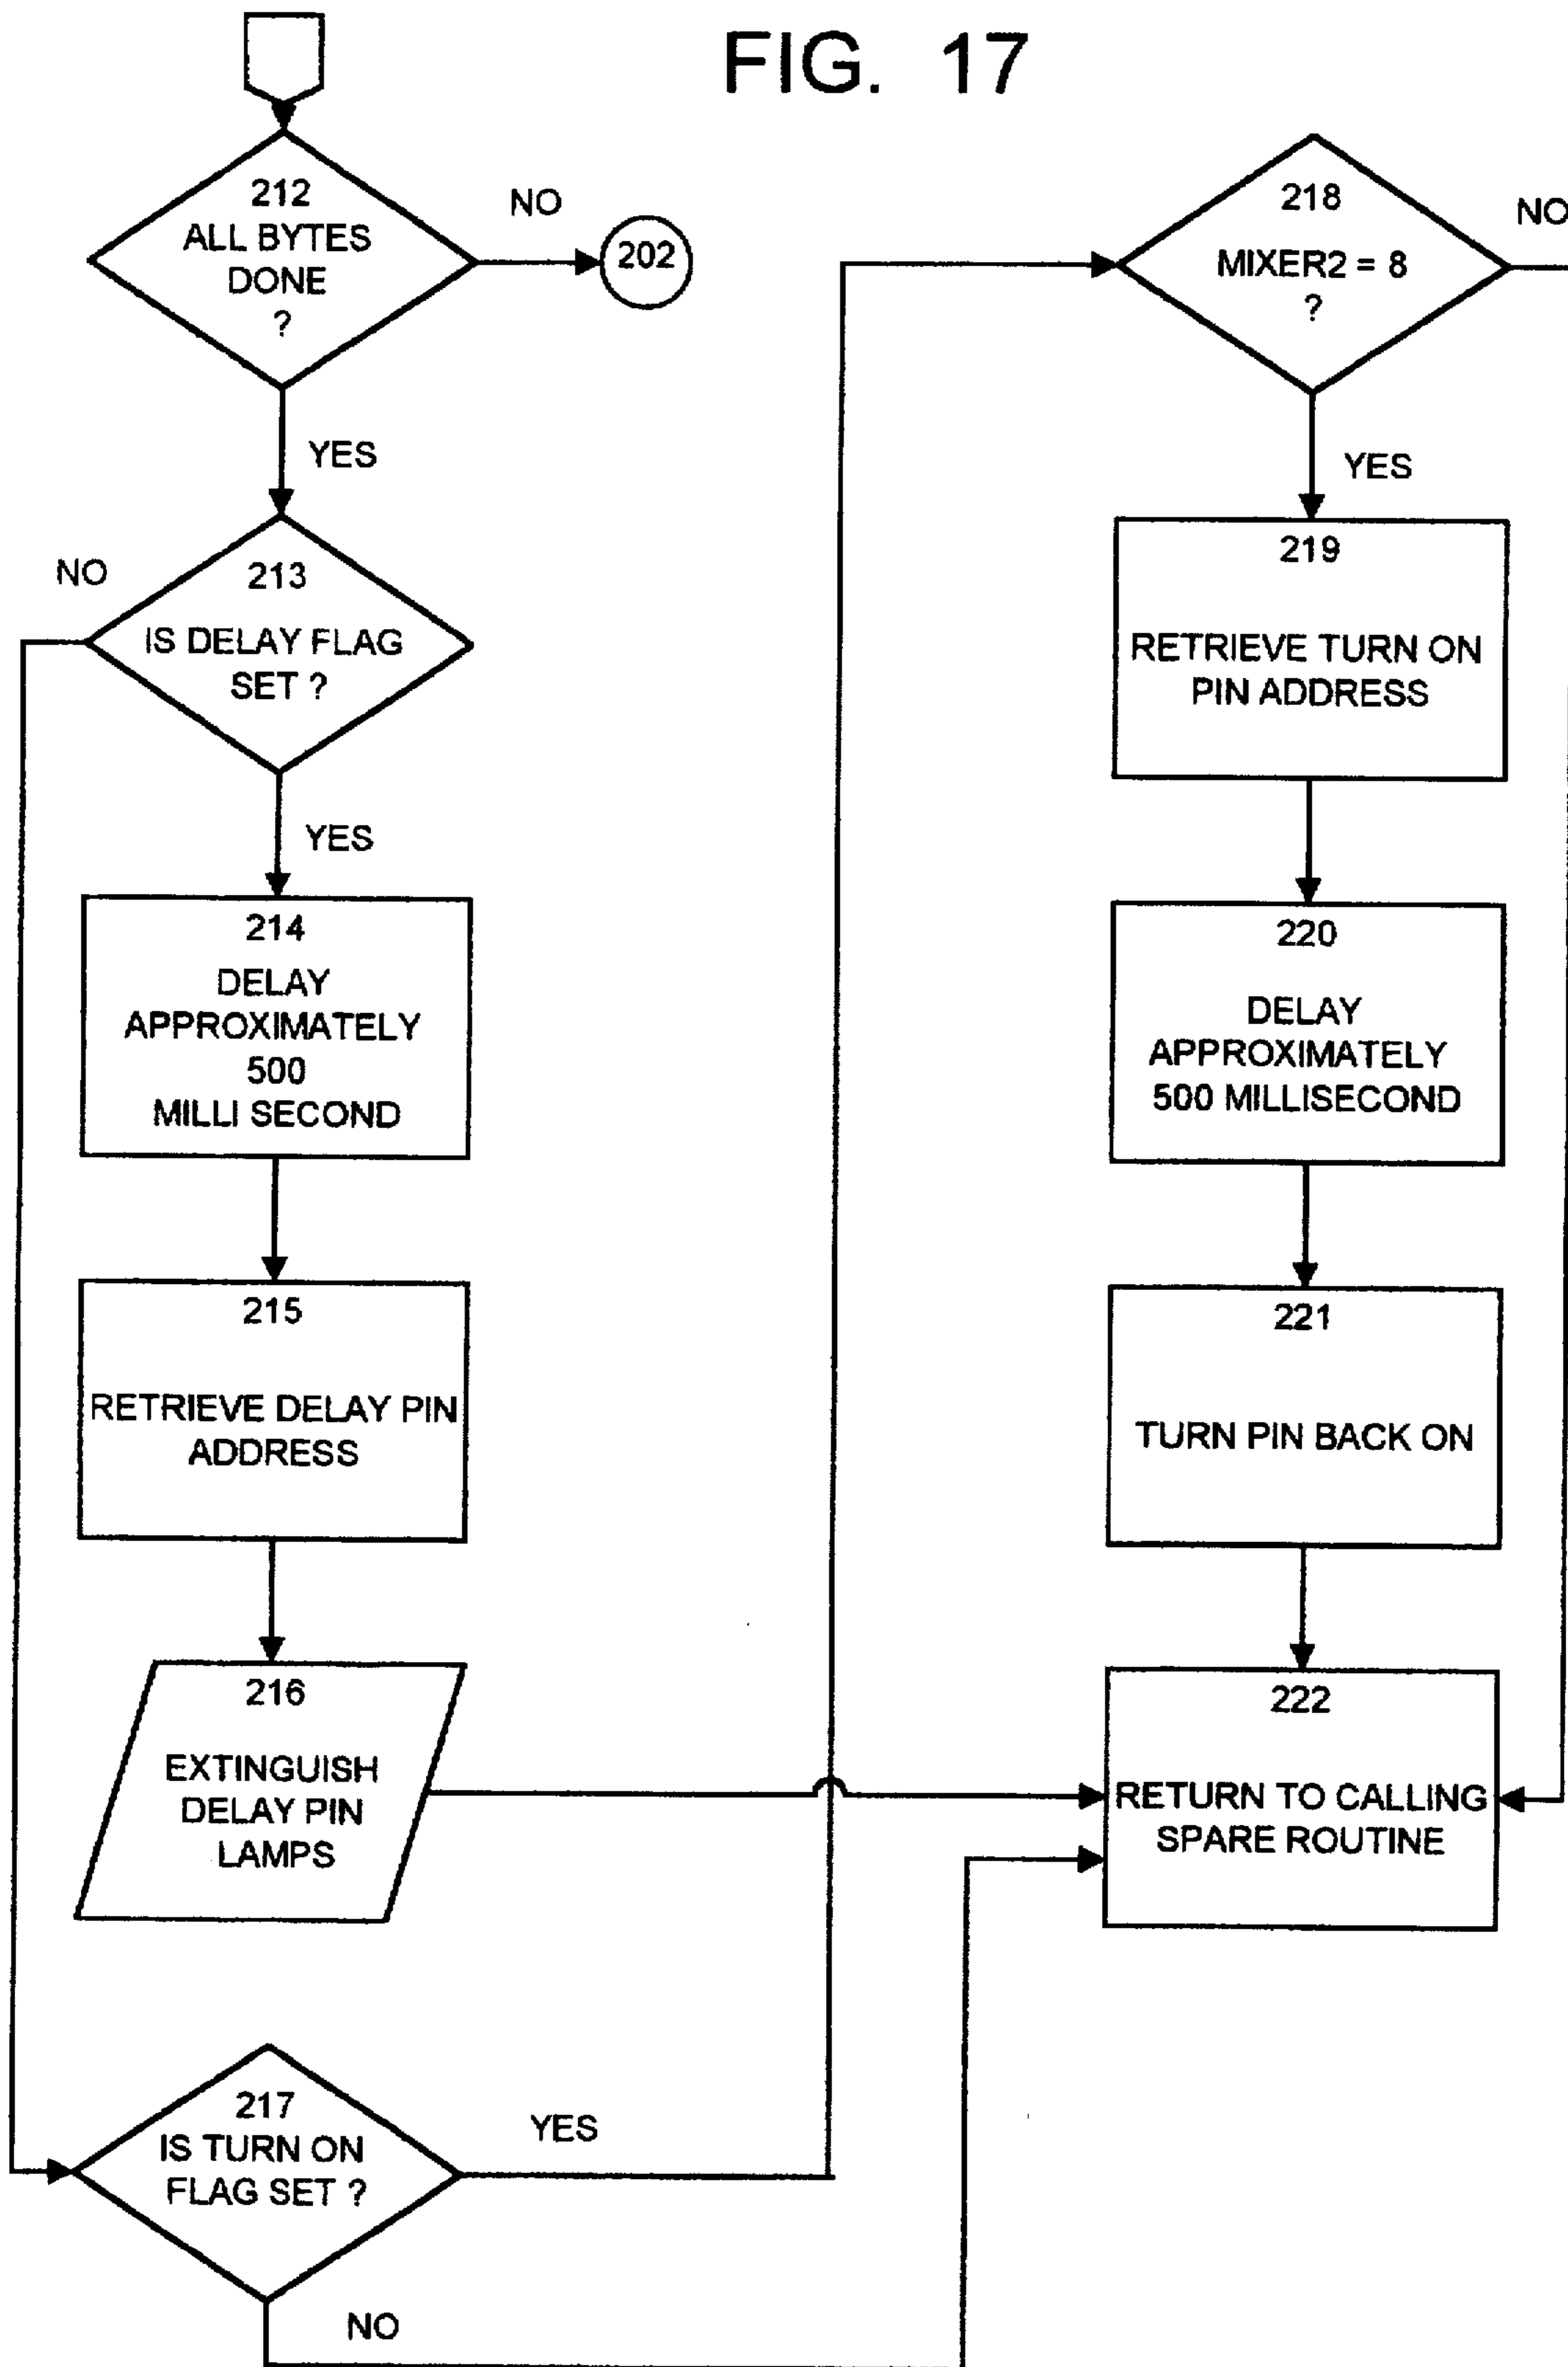 FIG. 17
212
ALL BYTES
DONE
?
NO
202
YES
213
IS DELAY FLAG
SET ?
NO
YES
214
DELAY
APPROXIMATELY
500
MILLI SECOND
215
RETRIEVE DELAY PIN
ADDRESS
216
EXTINGUISH
DELAY PIN
LAMPS
217
IS TURN ON
FLAG SET ?
YES
NO
218
MIXER2 = 8
?
NO
YES
219
RETRIEVE TURN ON
PIN ADDRESS
220
DELAY
APPROXIMATELY
500 MILLISECOND
221
TURN PIN BACK ON
222
RETURN TO CALLING
SPARE ROUTINE